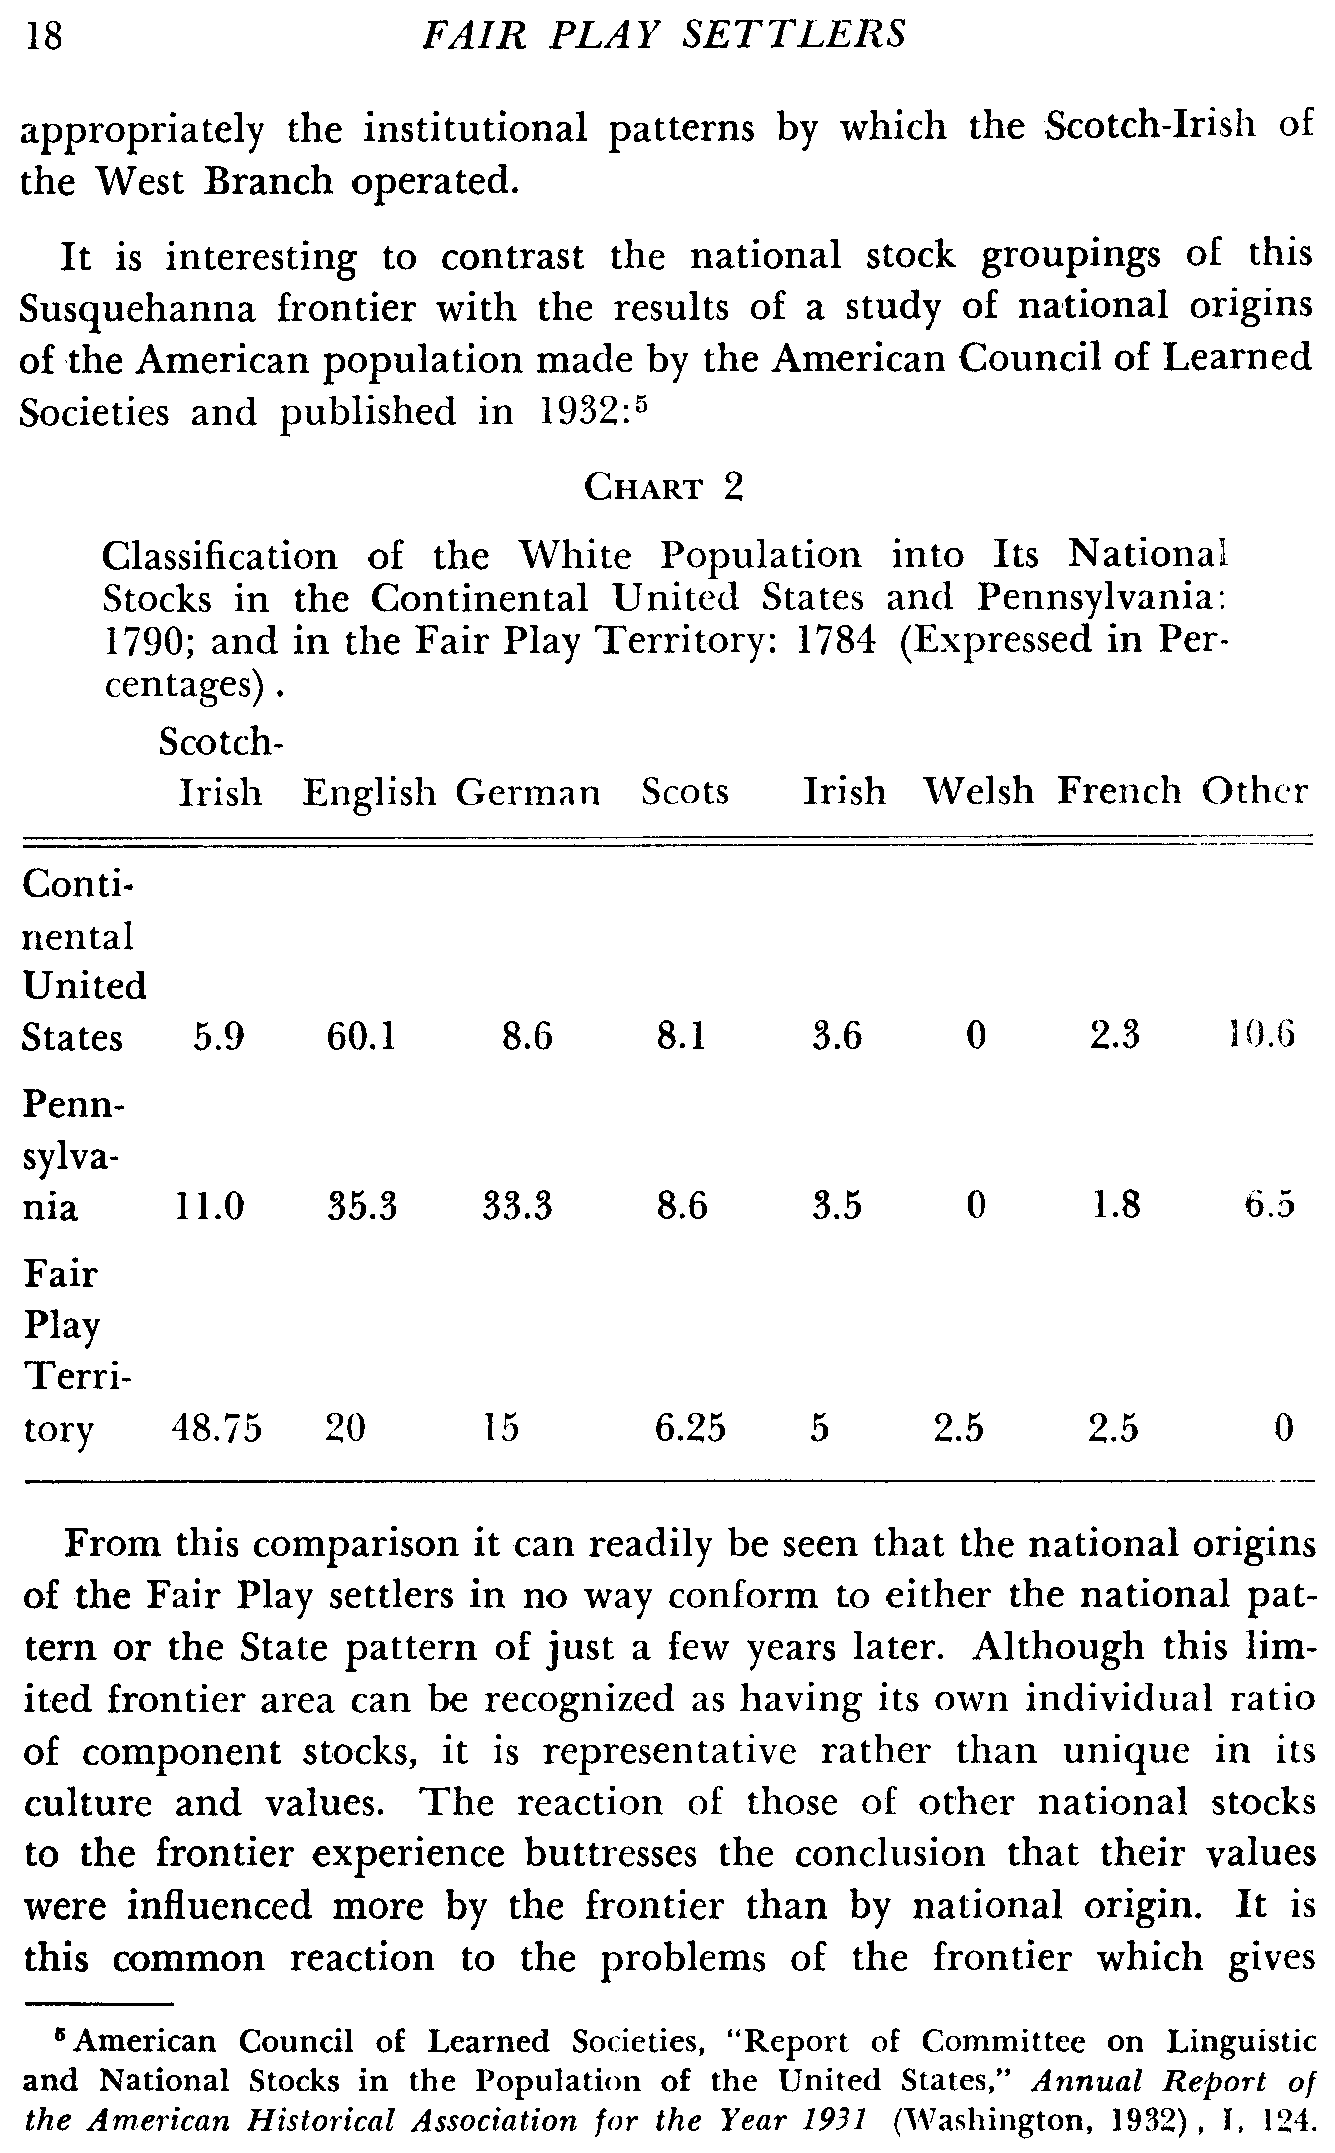 18 FAIR PLAY SETTLERS
appropriately the institutional patterns by which the Scotch-Irish of
the West Branch operated.
It is interesting to contrast the national stock groupings of this
Susquehanna frontier with the results of a study of national origins
of the American population made by the American Council of Learned
Societies and published in 1932:⁵
CHART 2
Classification of the White Population into Its National
Stocks in the Continental United States and Pennsylvania:
1790; and in the Fair Play Territory: 1784 (Expressed in Per-
centages).
Scotch-
Irish English German Scots Irish Welsh French Other
Conti-
nental
United
States 5.9 60.1 8.6 8.1 3.6 0 2.3 10.6
Penn-
sylva-
nia 11.0 35.3 33.3 8.6 3.5 0 1.8 6.5
Fair
Play
Terri-
tory 48.75 20 15 6.25 5 2.5 2.5 0
From this comparison it can readily be seen that the national origins
of the Fair Play settlers in no way conform to either the national pat-
tern or the State pattern of just a few years later. Although this lim-
ited frontier area can be recognized as having its own individual ratio
of component stocks, it is representative rather than unique in its
culture and values. The reaction of those of other national stocks
to the frontier experience buttresses the conclusion that their values
were influenced more by the frontier than by national origin. It is
this common reaction to the problems of the frontier which gives
⁵ American Council of Learned Societies, "Report of Committee on Linguistic
and National Stocks in the Population of the United States," Annual Report of
the American Historical Association for the Year 1931 (Washington, 1932), I, 124.